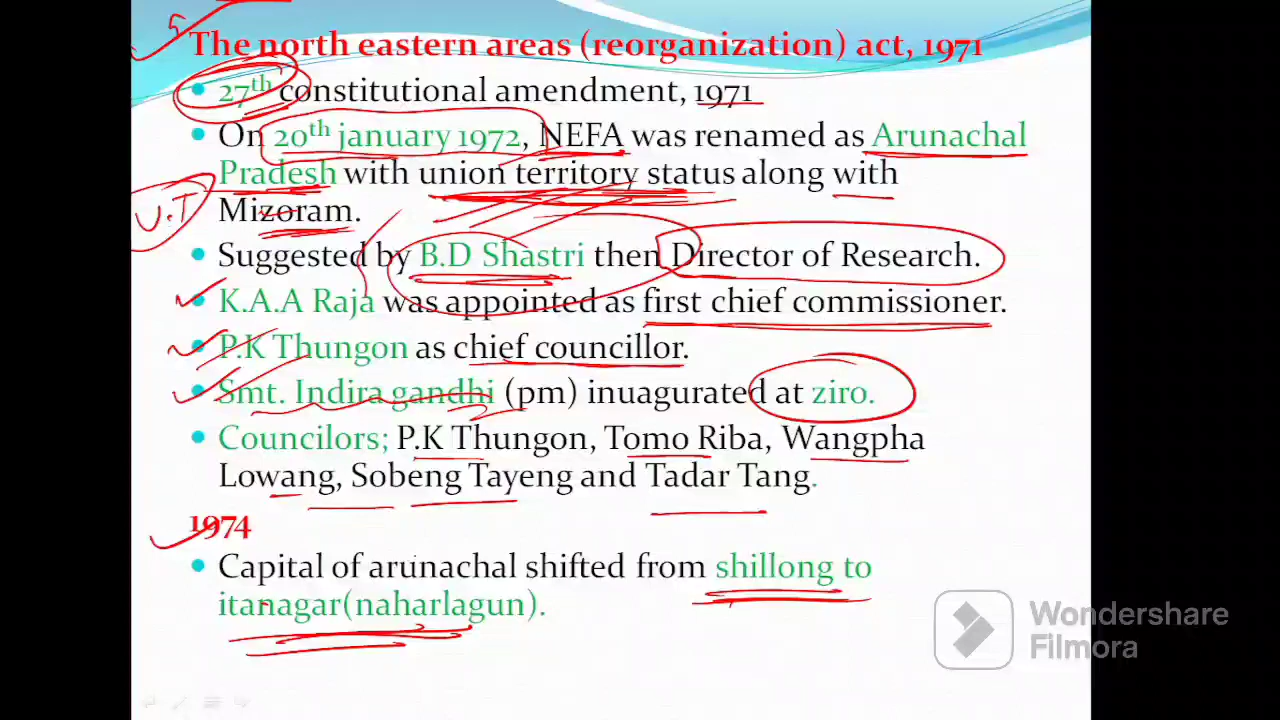 The north eastern areas (reorganization) act, 1971
27th constitutional amendment, 1971
On 20th january 1972, NEFA was renamed as Arunachal
Pradesh with union territory status along with
U.T
Mizoram.
Suggested by B.D Shastri then Director of Research.
K.A.A Raja was appointed as first chief commissioner.
P.K Thungon as chief councillor.
Smt. Indira gandhi (pm) inuagurated at ziro.
Councilors; P.K Thungon, Tomo Riba, Wangpha
Lowang, Sobeng Tayeng and Tadar Tang.
1974
Capital of arunachal shifted from shillong to
itanagar(naharlagun).
Wondershare
Filmora